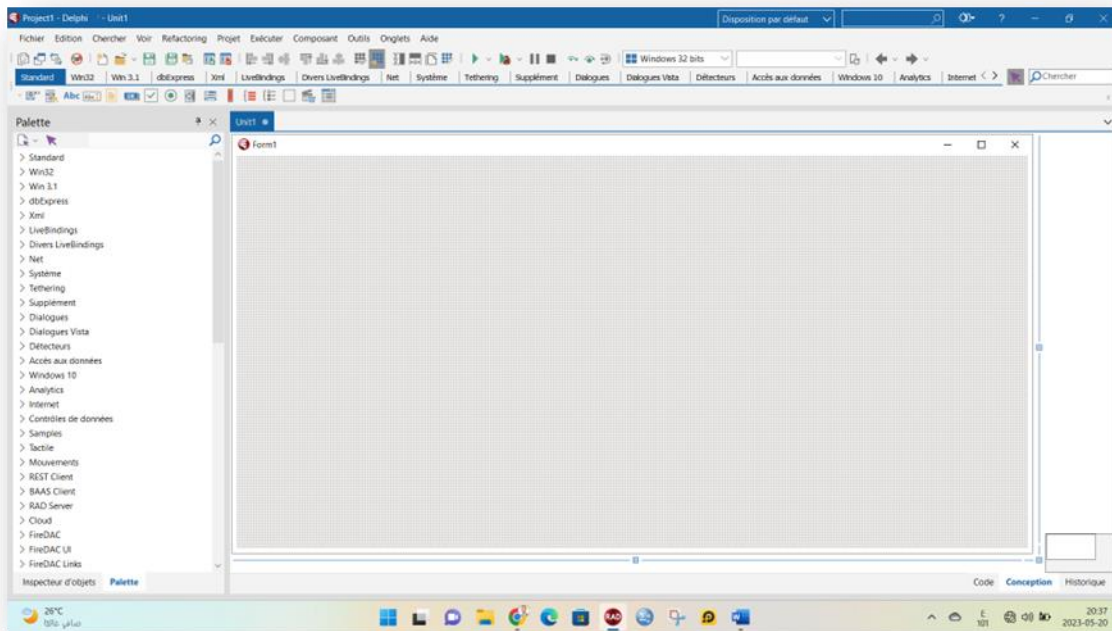 Project1 - Delphi - Unit1
Disposition par défaut
Fichier Edition Chercher Voir Refactoring Projet Exécuter Composant Outils Onglets Aide
Windows 32 bits
Standard Win32 Win 3.1 dbExpress Xml LiveBindings Divers LiveBindings Net Système Tethering Supplément Dialogues Dialogues Vista Détecteurs Accès aux données Windows 10 Analytics Internet Chercher
Abc
Palette
Unit1
Form1
Standard
Win32
Win 3.1
dbExpress
Xml
LiveBindings
Divers LiveBindings
Net
Système
Tethering
Supplément
Dialogues
Dialogues Vista
Détecteurs
Accès aux données
Windows 10
Analytics
Internet
Contrôles de données
Samples
Tactile
Mouvements
REST Client
BAAS Client
RAD Server
Cloud
FireDAC
FireDAC UI
FireDAC Links
Inspecteur d'objets Palette
Code Conception Historique
26°C
صافي غالبًا
RAD
E
101
20:37
2023-05-20